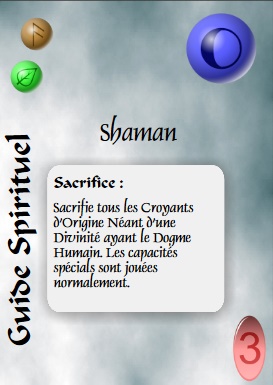 Shaman
Guide Spirituel
Sacrifice :
Sacrifie tous les Croyants
d'Origine Néant d'une
Divinité ayant le Dogme
Humain. Les capacités
spécials sont jouées
normalement.
3